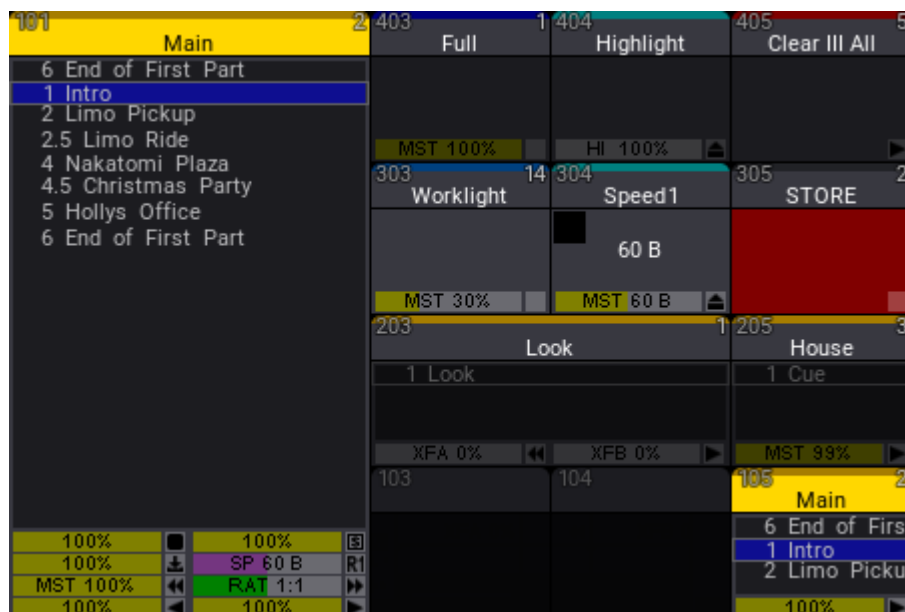 101 2
Main
6 End of First Part
1 Intro
2 Limo Pickup
2.5 Limo Ride
4 Nakatomi Plaza
4.5 Christmas Party
5 Hollys Office
6 End of First Part
100% 100% S
100% SP 60 B R1
MST 100% RAT 1:1
100% 100%
403 1
Full
MST 100%
404
Highlight
HI 100%
405 5
Clear III All
303 14
Worklight
MST 30%
304
Speed1
60 B
MST 60 B
305 2
STORE
203 1
Look
1 Look
XFA 0% XFB 0%
205 3
House
1 Cue
MST 99%
103
104
105 2
Main
6 End of Firs
1 Intro
2 Limo Picku
100%